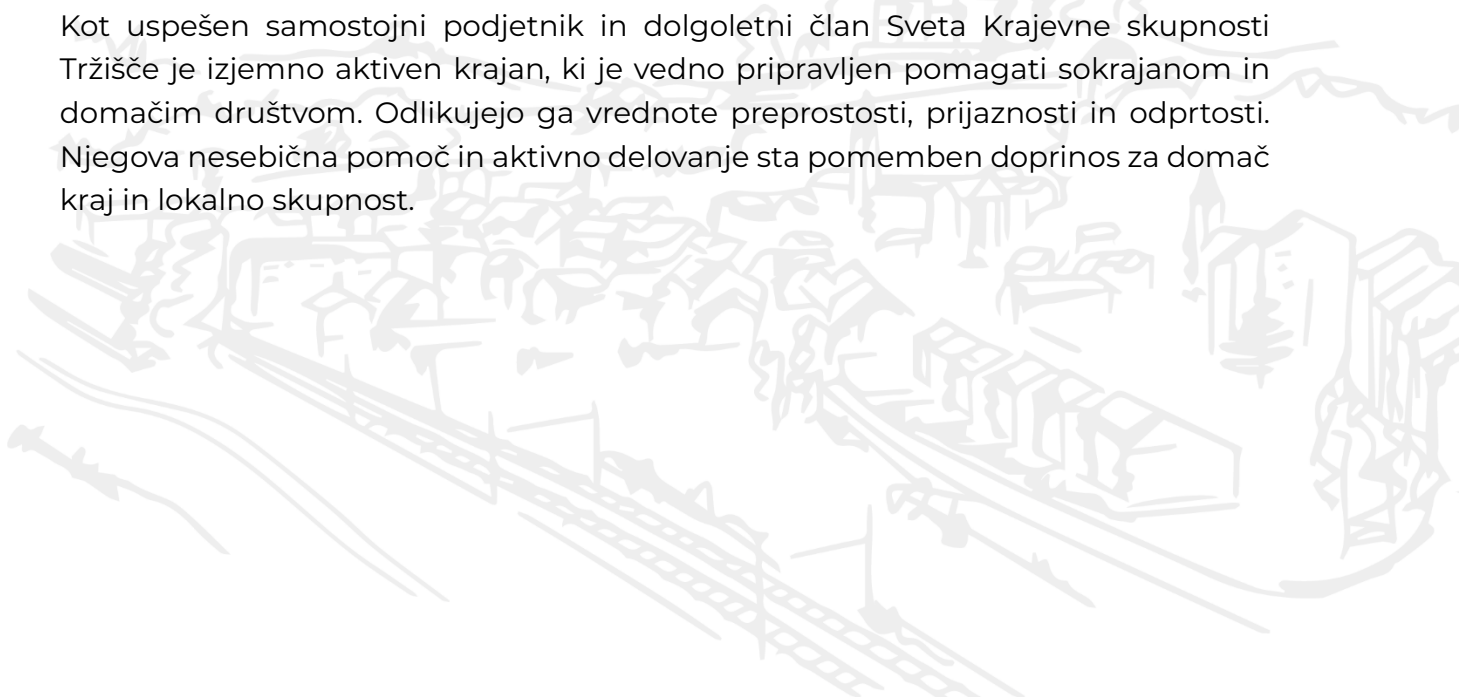 Kot uspešen samostojni podjetnik in dolgoletni član Sveta Krajevne skupnosti
Tržišče je izjemno aktiven krajan, ki je vedno pripravljen pomagati sokrajanom in
domačim društvom. Odlikujejo ga vrednote preprostosti, prijaznosti in odprtosti.
Njegova nesebična pomoč in aktivno delovanje sta pomemben doprinos za domač
kraj in lokalno skupnost.